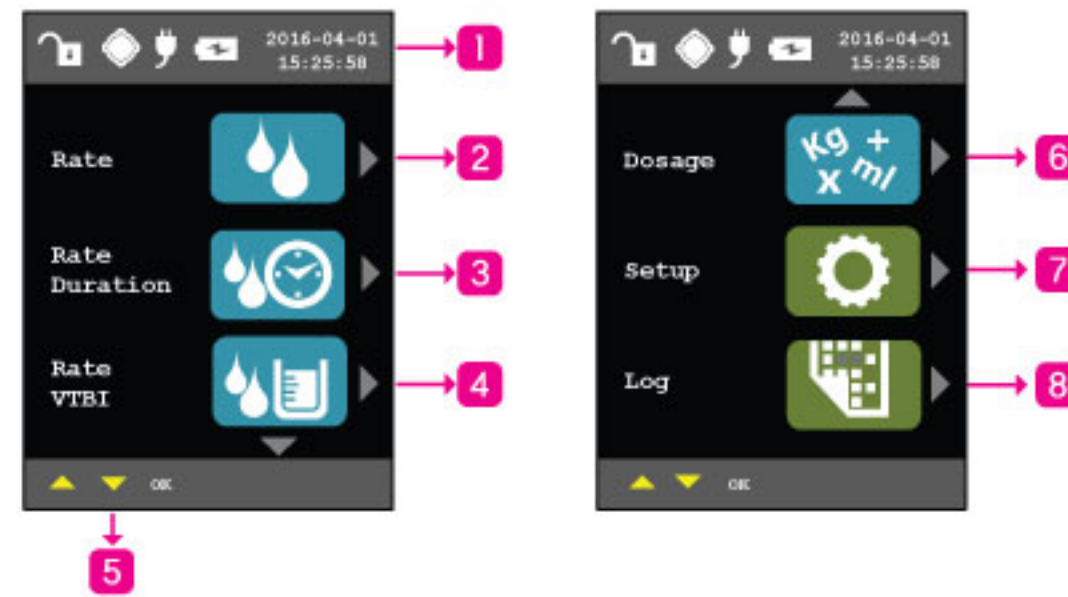 2016-04-01
15:25:58
1
Rate
2
Rate
Duration
3
Rate
VTBI
4
OK
5
2016-04-01
15:25:58
Dosage
Kg +
x ml
6
Setup
7
Log
8
OK